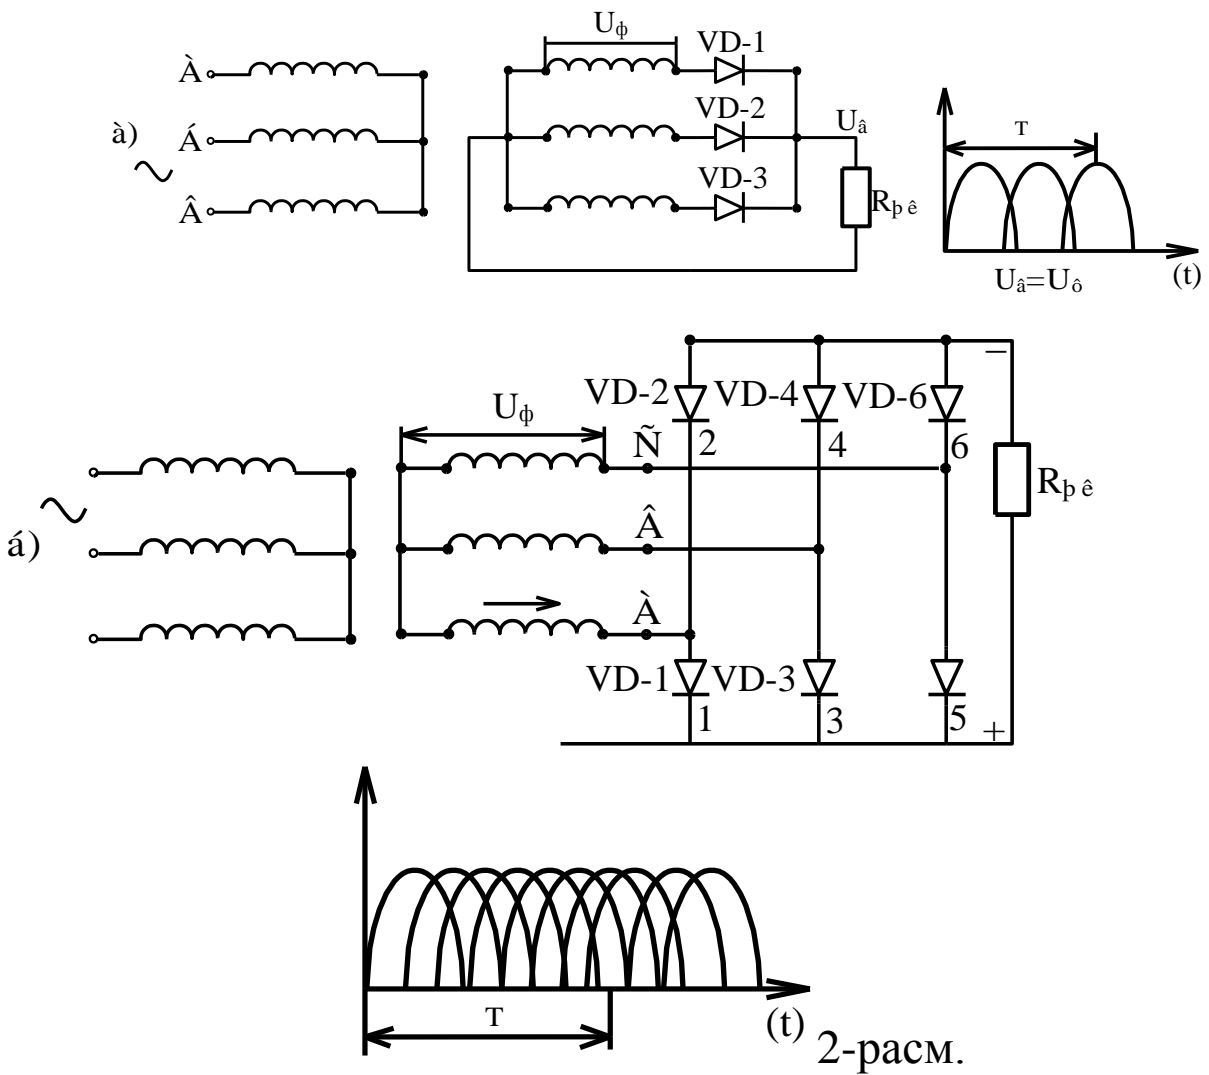 Uф
VD-1
À
VD-2
Uâ
à)
Á
T
VD-3
Â
Rþ ê
Uâ=Uô
(t)
−
VD-2
VD-4
VD-6
Uф
Ñ
2
4
6
Rþ ê
á)
Â
À
VD-1
VD-3
1
3
5
+
T
(t)
2-расм.